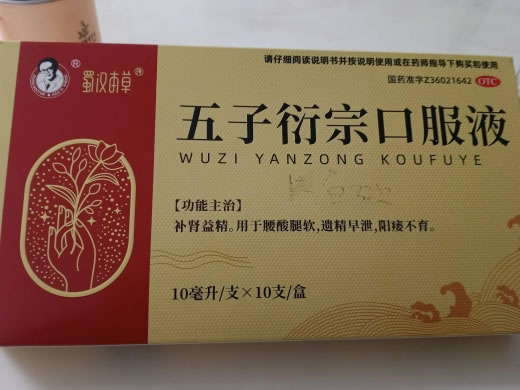 请仔细阅读说明书并按说明使用或在药师指导下购买和使用
国药准字Z36021642 OTC
蜀汉本草
五子衍宗口服液
WUZI YANZONG KOUFUYE
【功能主治】
补肾益精。用于腰酸腿软,遗精早泄,阳痿不育。
10毫升/支×10支/盒